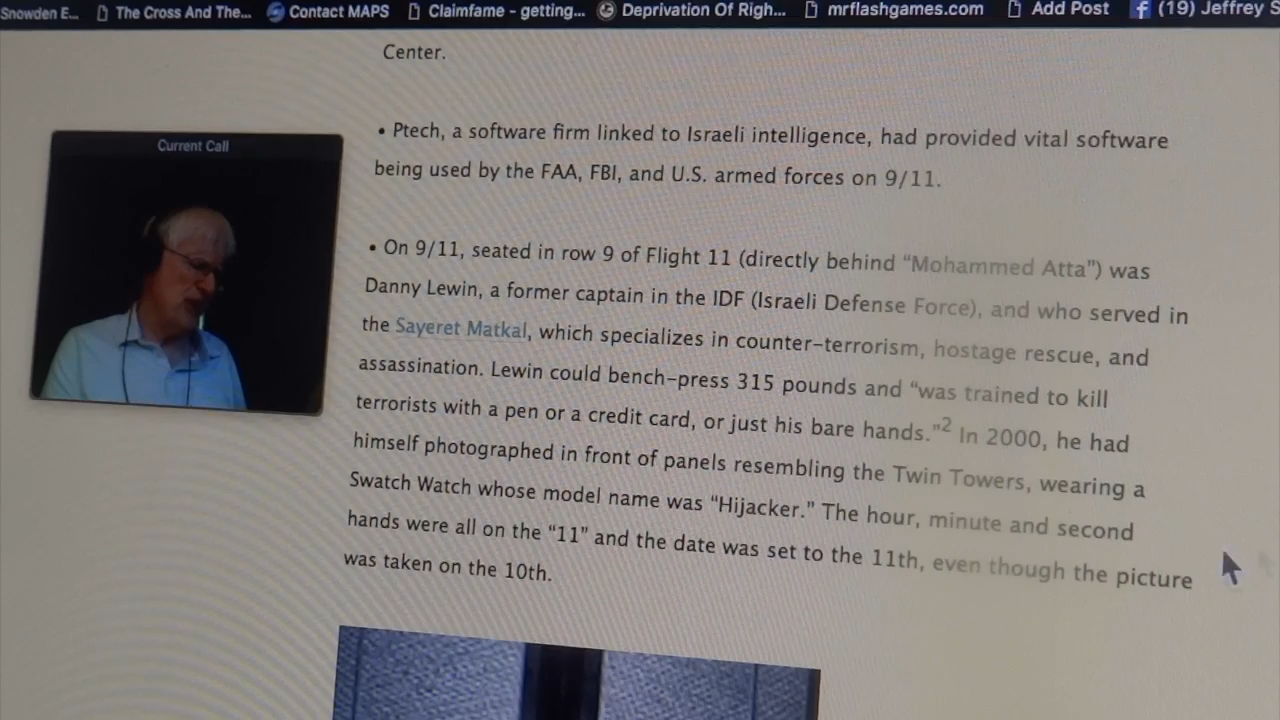 Snowden E... The Cross And The... Contact MAPS Claimfame - getting... Deprivation Of Righ... mrflashgames.com Add Post f (19) Jeffrey S
Center.
Current Call
• Ptech, a software firm linked to Israeli intelligence, had provided vital software
being used by the FAA, FBI, and U.S. armed forces on 9/11.
• On 9/11, seated in row 9 of Flight 11 (directly behind “Mohammed Atta”) was
Danny Lewin, a former captain in the IDF (Israeli Defense Force), and who served in
the Sayeret Matkal, which specializes in counter-terrorism, hostage rescue, and
assassination. Lewin could bench-press 315 pounds and “was trained to kill
terrorists with a pen or a credit card, or just his bare hands.”2 In 2000, he had
himself photographed in front of panels resembling the Twin Towers, wearing a
Swatch Watch whose model name was “Hijacker.” The hour, minute and second
hands were all on the “11” and the date was set to the 11th, even though the picture
was taken on the 10th.